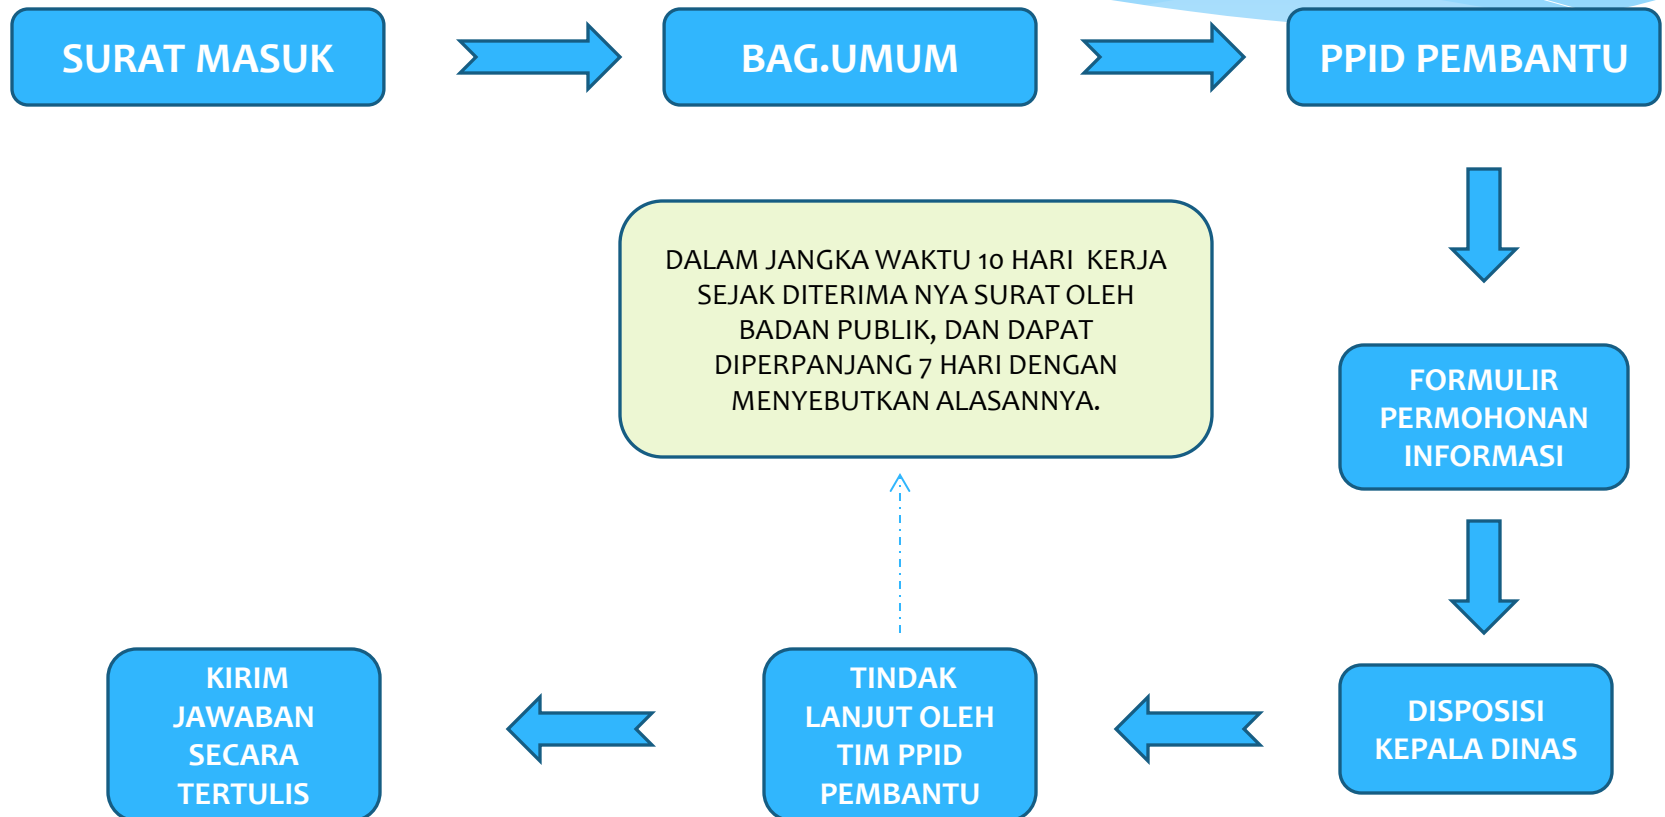 SURAT MASUK
BAG.UMUM
PPID PEMBANTU
DALAM JANGKA WAKTU 10 HARI KERJA
SEJAK DITERIMA NYA SURAT OLEH
BADAN PUBLIK, DAN DAPAT
DIPERPANJANG 7 HARI DENGAN
MENYEBUTKAN ALASANNYA.
FORMULIR
PERMOHONAN
INFORMASI
DISPOSISI
KEPALA DINAS
TINDAK
LANJUT OLEH
TIM PPID
PEMBANTU
KIRIM
JAWABAN
SECARA
TERTULIS